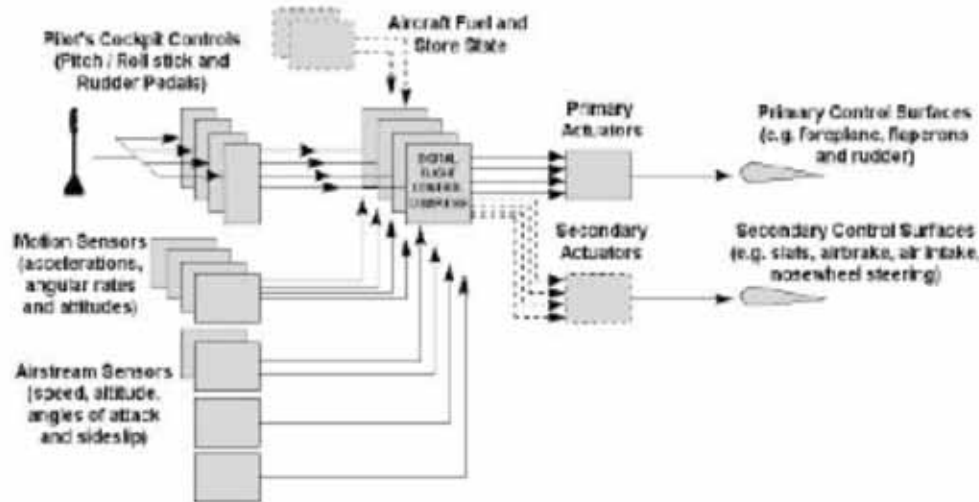 Aircraft Fuel and
Store State
Pilot's Cockpit Controls
(Pitch / Roll stick and
Rudder Pedals)
Primary
Actuators
Primary Control Surfaces
(e.g. foreplane, flaperons
and rudder)
DIGITAL
FLIGHT
CONTROL
COMPUTER
Motion Sensors
(accelerations,
angular rates
and attitudes)
Secondary
Actuators
Secondary Control Surfaces
(e.g. slats, airbrake, air intake,
nosewheel steering)
Airstream Sensors
(speed, altitude,
angles of attack
and sideslip)